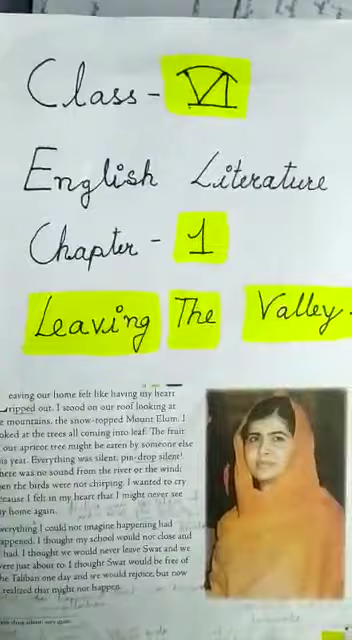 Class - VI
English Literature
Chapter - 1
Leaving The Valley.
eaving our home felt like having my heart
ripped out. I stood on our roof looking at
mountains, the snow-topped Mount Elum. I
oked at the trees all coming into leaf. The fruit
our apricot tree might be eaten by someone else
is year. Everything was silent, pin-drop silent¹.
here was no sound from the river or the wind;
en the birds were not chirping. I wanted to cry
cause I felt in my heart that I might never see
y home again.
verything I could not imagine happening had
appened. I thought my school would not close and
had. I thought we would never leave Swat and we
ere just about to. I thought Swat would be free of
he Taliban one day and we would rejoice, but now
realized that might not happen.